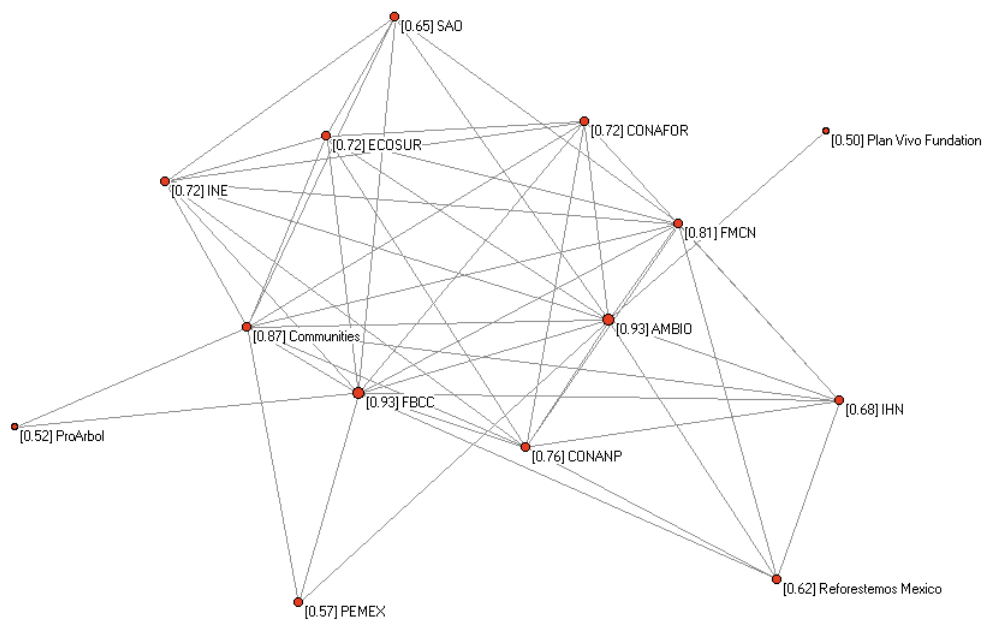 [0.65] SAO
[0.72] CONAFOR
[0.50] Plan Vivo Fundation
[0.72] ECOSUR
[0.72] INE
[0.81] FMCN
[0.93] AMBIO
[0.87] Communities
[0.93] FBCC
[0.68] IHN
[0.52] ProArbol
[0.76] CONANP
[0.62] Reforestemos Mexico
[0.57] PEMEX